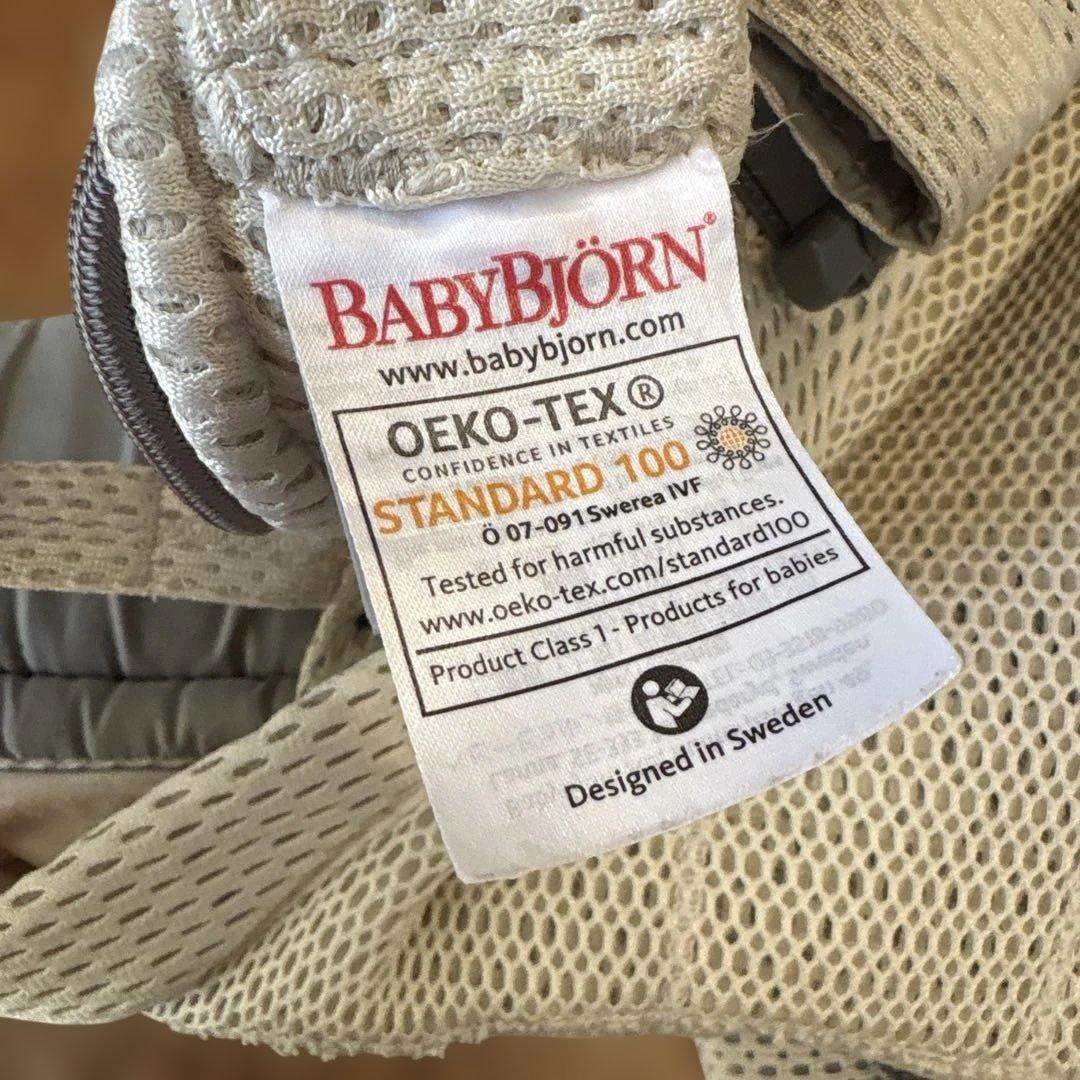 BABYBJÖRN®
www.babybjorn.com
OEKO-TEX®
CONFIDENCE IN TEXTILES
STANDARD 100
Ö 07-091 Swerea IVF
Tested for harmful substances.
www.oeko-tex.com/standard100
Product Class 1 - Products for babies
Designed in Sweden